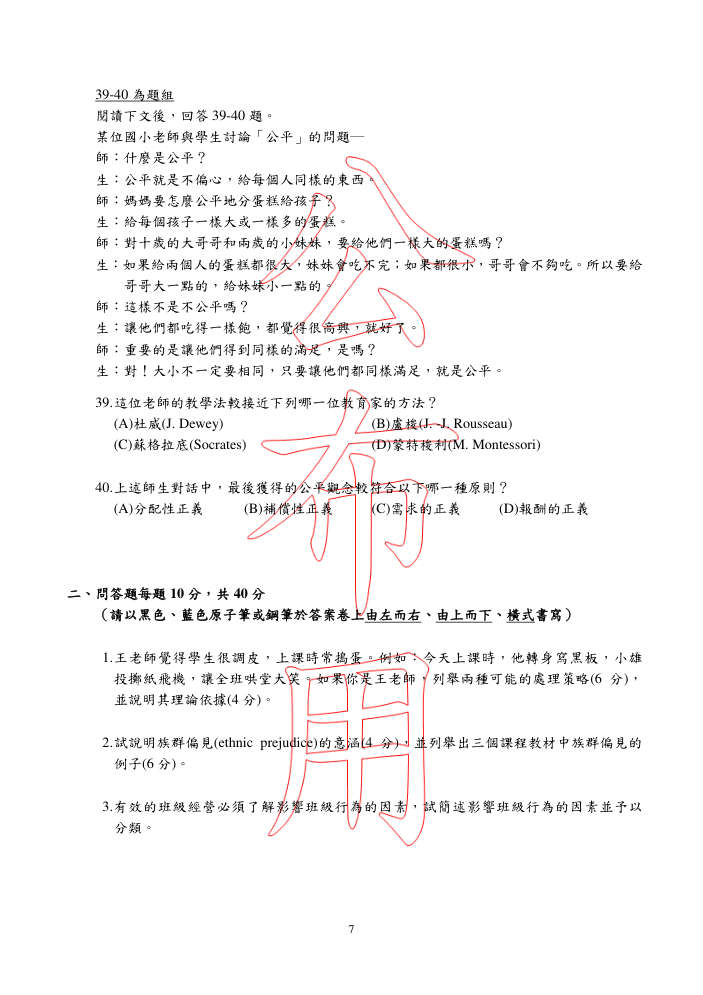 39-40 為題組
閱讀下文後，回答 39-40 題。
某位國小老師與學生討論「公平」的問題—
師：什麼是公平？
生：公平就是不偏心，給每個人同樣的東西。
師：媽媽要怎麼公平地分蛋糕給孩子？
生：給每個孩子一樣大或一樣多的蛋糕。
師：對十歲的大哥哥和兩歲的小妹妹，要給他們一樣大的蛋糕嗎？
生：如果給兩個人的蛋糕都很大，妹妹會吃不完；如果都很小，哥哥會不夠吃。所以要給
哥哥大一點的，給妹妹小一點的。
師：這樣不是不公平嗎？
生：讓他們都吃得一樣飽，都覺得很高興，就好了。
師：重要的是讓他們得到同樣的滿足，是嗎？
生：對！大小不一定要相同，只要讓他們都同樣滿足，就是公平。
39.這位老師的教學法較接近下列哪一位教育家的方法？
(A)杜威(J. Dewey) (B)盧梭(J. -J. Rousseau)
(C)蘇格拉底(Socrates) (D)蒙特梭利(M. Montessori)
40.上述師生對話中，最後獲得的公平觀念較符合以下哪一種原則？
(A)分配性正義 (B)補償性正義 (C)需求的正義 (D)報酬的正義
二、問答題每題 10 分，共 40 分
（請以黑色、藍色原子筆或鋼筆於答案卷上由左而右、由上而下、橫式書寫）
1.王老師覺得學生很調皮，上課時常搗蛋。例如：今天上課時，他轉身寫黑板，小雄
投擲紙飛機，讓全班哄堂大笑。如果你是王老師，列舉兩種可能的處理策略(6 分)，
並說明其理論依據(4 分)。
2.試說明族群偏見(ethnic prejudice)的意涵(4 分)，並列舉出三個課程教材中族群偏見的
例子(6 分)。
3.有效的班級經營必須了解影響班級行為的因素，試簡述影響班級行為的因素並予以
分類。
7
公布用